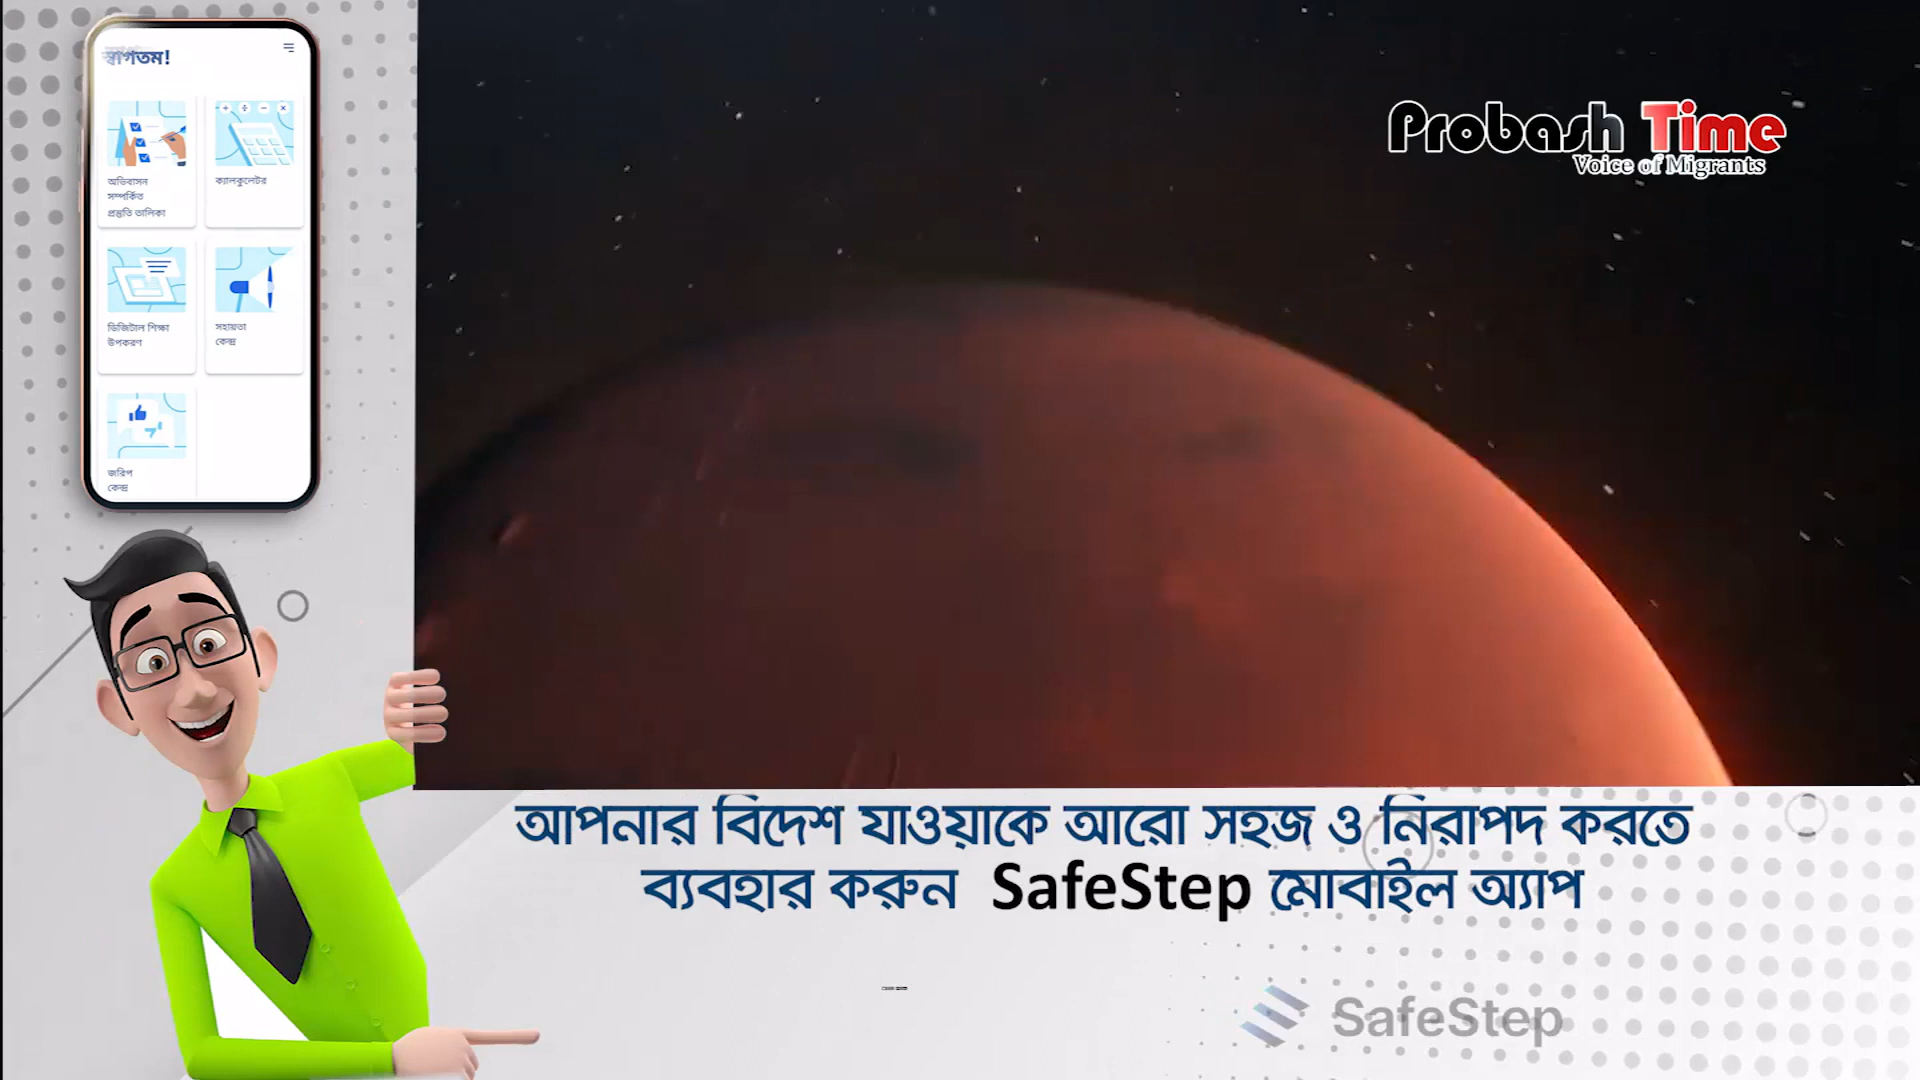 স্বাগতম!
অভিবাসন
সম্পর্কিত
প্রস্তুতি তালিকা
ক্যালকুলেটর
ডিজিটাল শিক্ষা
উপকরণ
সহায়তা
কেন্দ্র
জরিপ
কেন্দ্র
Probash Time
Voice of Migrants
আপনার বিদেশ যাওয়াকে আরো সহজ ও নিরাপদ করতে
ব্যবহার করুন SafeStep মোবাইল অ্যাপ
SafeStep